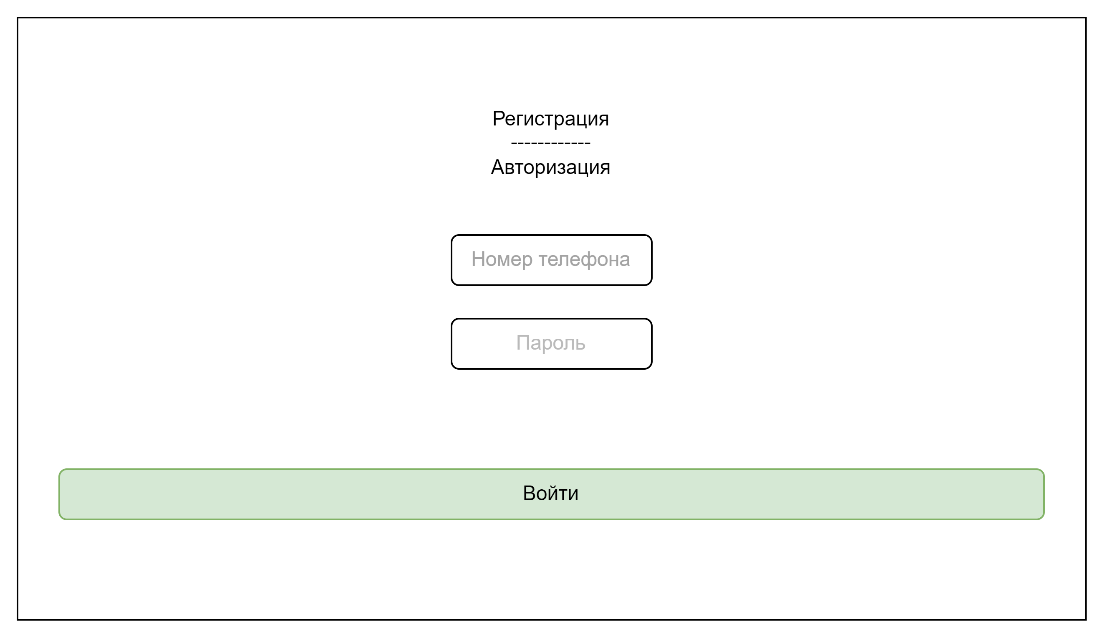 Регистрация
------------
Авторизация
Номер телефона
Пароль
Войти